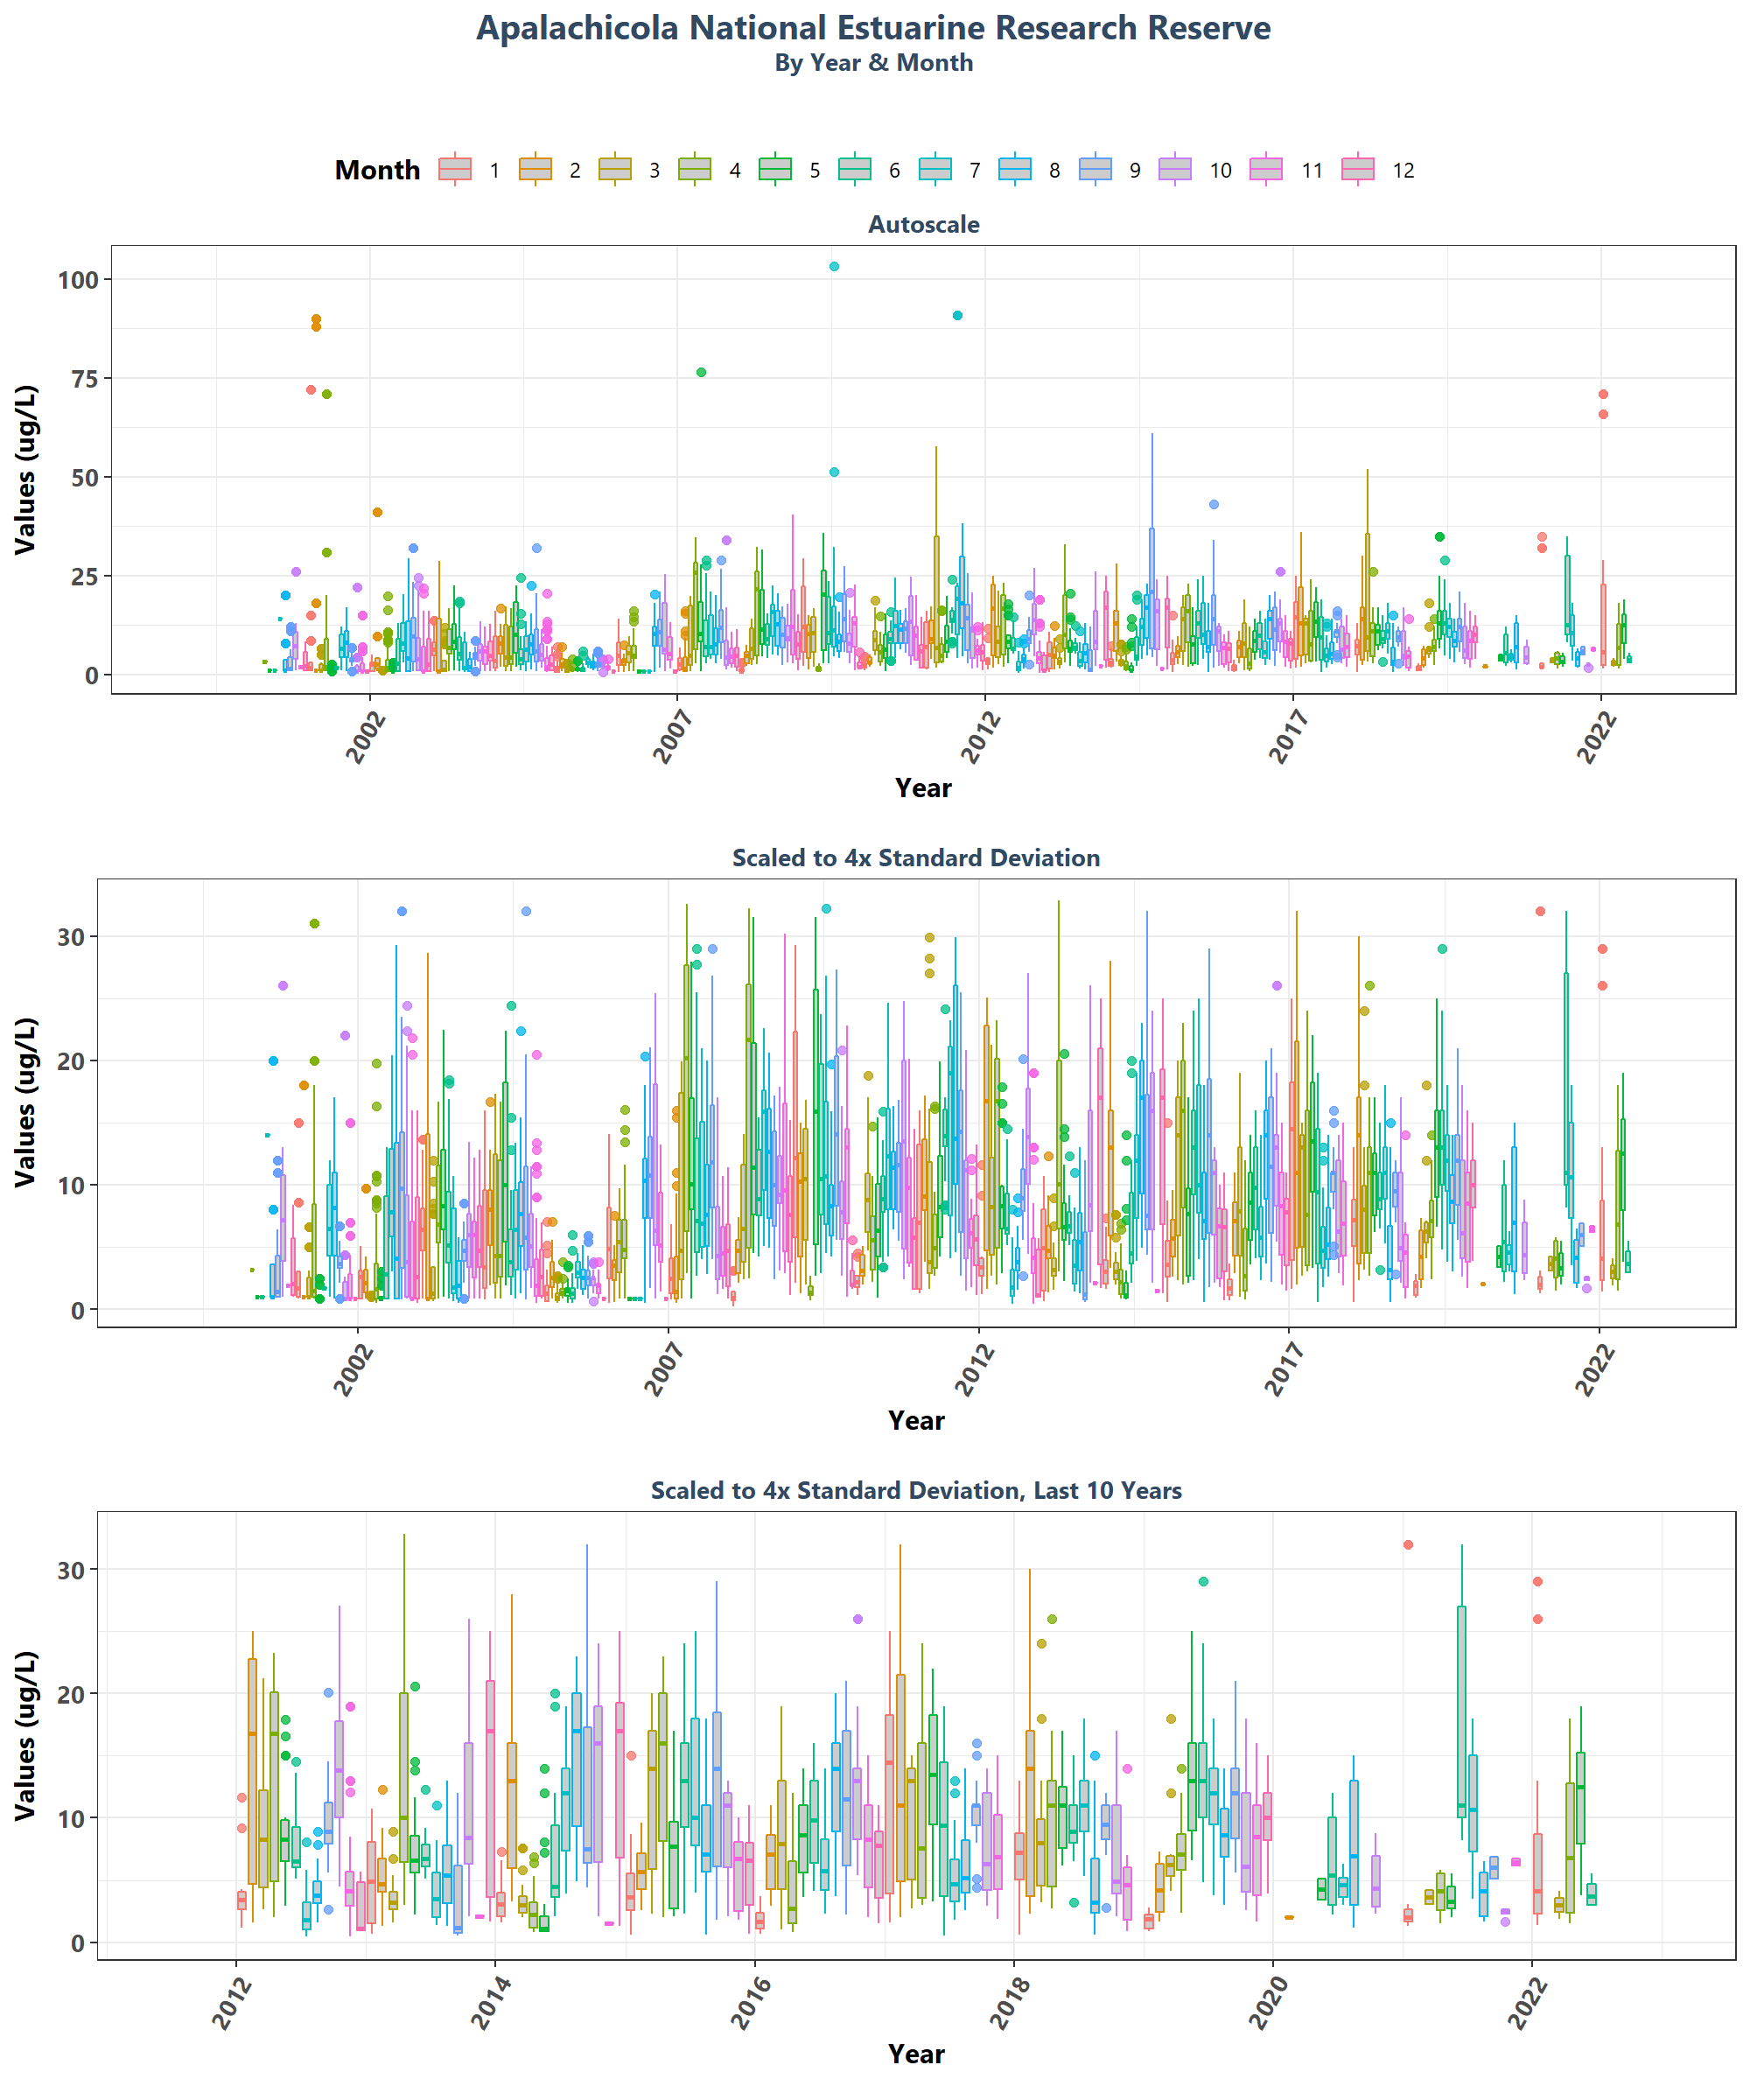 Apalachicola National Estuarine Research Reserve
By Year & Month
Month 1 2 3 4 5 6 7 8 9 10 11 12
Autoscale
Values (ug/L)
100
75
50
25
0
2002 2007 2012 2017 2022
Year
Scaled to 4x Standard Deviation
Values (ug/L)
30
20
10
0
2002 2007 2012 2017 2022
Year
Scaled to 4x Standard Deviation, Last 10 Years
Values (ug/L)
30
20
10
0
2012 2014 2016 2018 2020 2022
Year